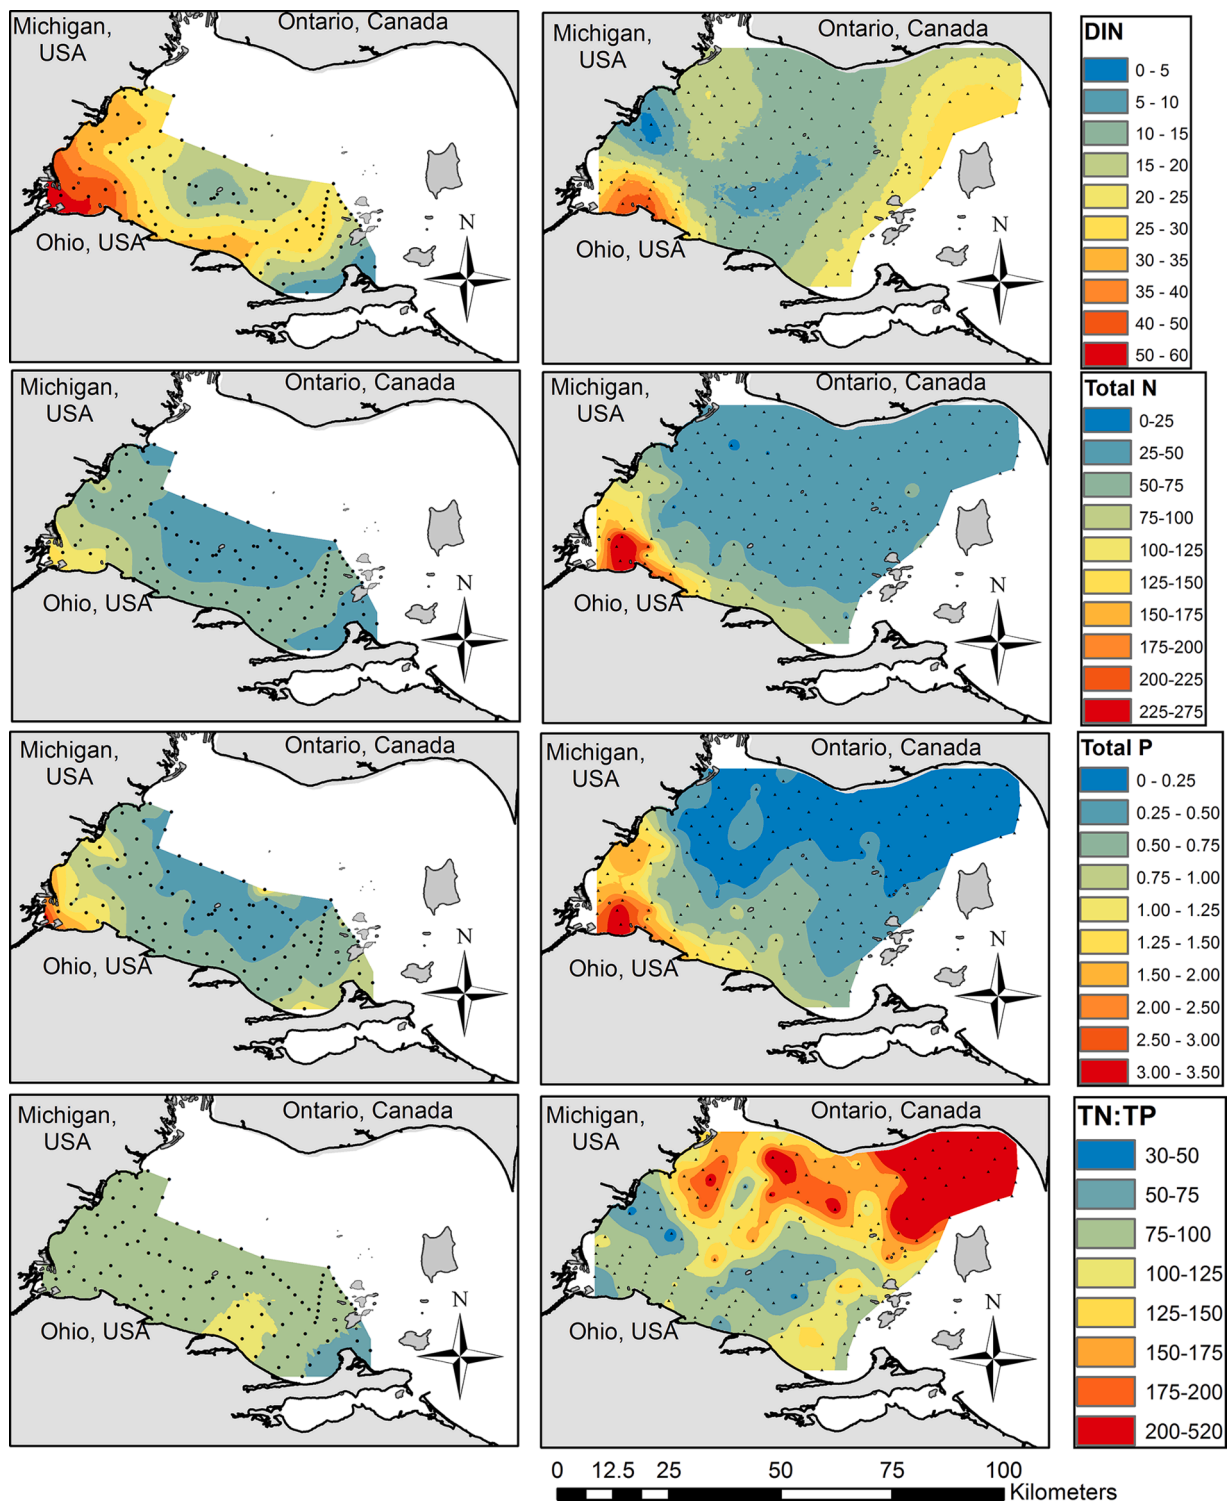 Michigan,
USA
Ontario, Canada
Ohio, USA
N
Michigan,
USA
Ontario, Canada
Ohio, USA
N
DIN
0 - 5
5 - 10
10 - 15
15 - 20
20 - 25
25 - 30
30 - 35
35 - 40
40 - 50
50 - 60
Michigan,
USA
Ontario, Canada
Ohio, USA
N
Michigan,
USA
Ontario, Canada
Ohio, USA
N
Total N
0-25
25-50
50-75
75-100
100-125
125-150
150-175
175-200
200-225
225-275
Michigan,
USA
Ontario, Canada
Ohio, USA
N
Michigan,
USA
Ontario, Canada
Ohio, USA
N
Total P
0 - 0.25
0.25 - 0.50
0.50 - 0.75
0.75 - 1.00
1.00 - 1.25
1.25 - 1.50
1.50 - 2.00
2.00 - 2.50
2.50 - 3.00
3.00 - 3.50
Michigan,
USA
Ontario, Canada
Ohio, USA
N
Michigan,
USA
Ontario, Canada
Ohio, USA
N
TN:TP
30-50
50-75
75-100
100-125
125-150
150-175
175-200
200-520
0 12.5 25 50 75 100
Kilometers